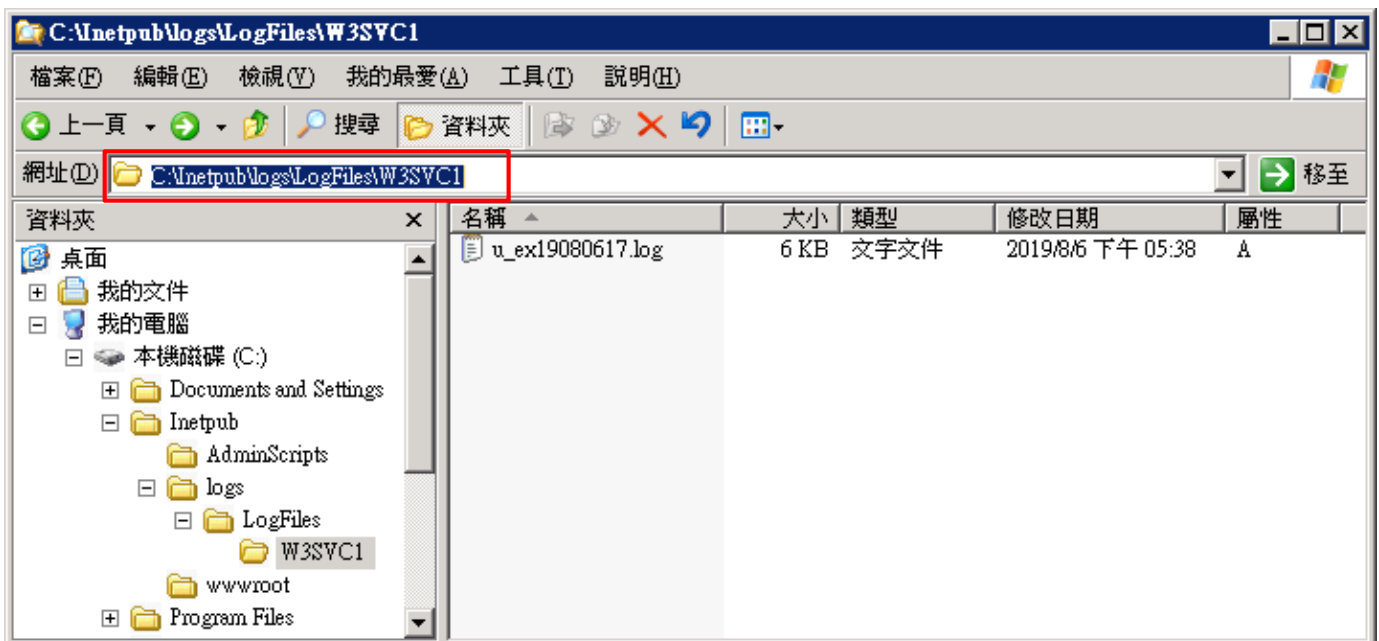 C:\Inetpub\logs\LogFiles\W3SVC1
檔案(F) 編輯(E) 檢視(V) 我的最愛(A) 工具(T) 說明(H)
上一頁 搜尋 資料夾
網址(D) C:\Inetpub\logs\LogFiles\W3SVC1 移至
資料夾 名稱 大小 類型 修改日期 屬性
桌面 u_ex19080617.log 6 KB 文字文件 2019/8/6 下午 05:38 A
我的文件
我的電腦
本機磁碟 (C:)
Documents and Settings
Inetpub
AdminScripts
logs
LogFiles
W3SVC1
wwwroot
Program Files